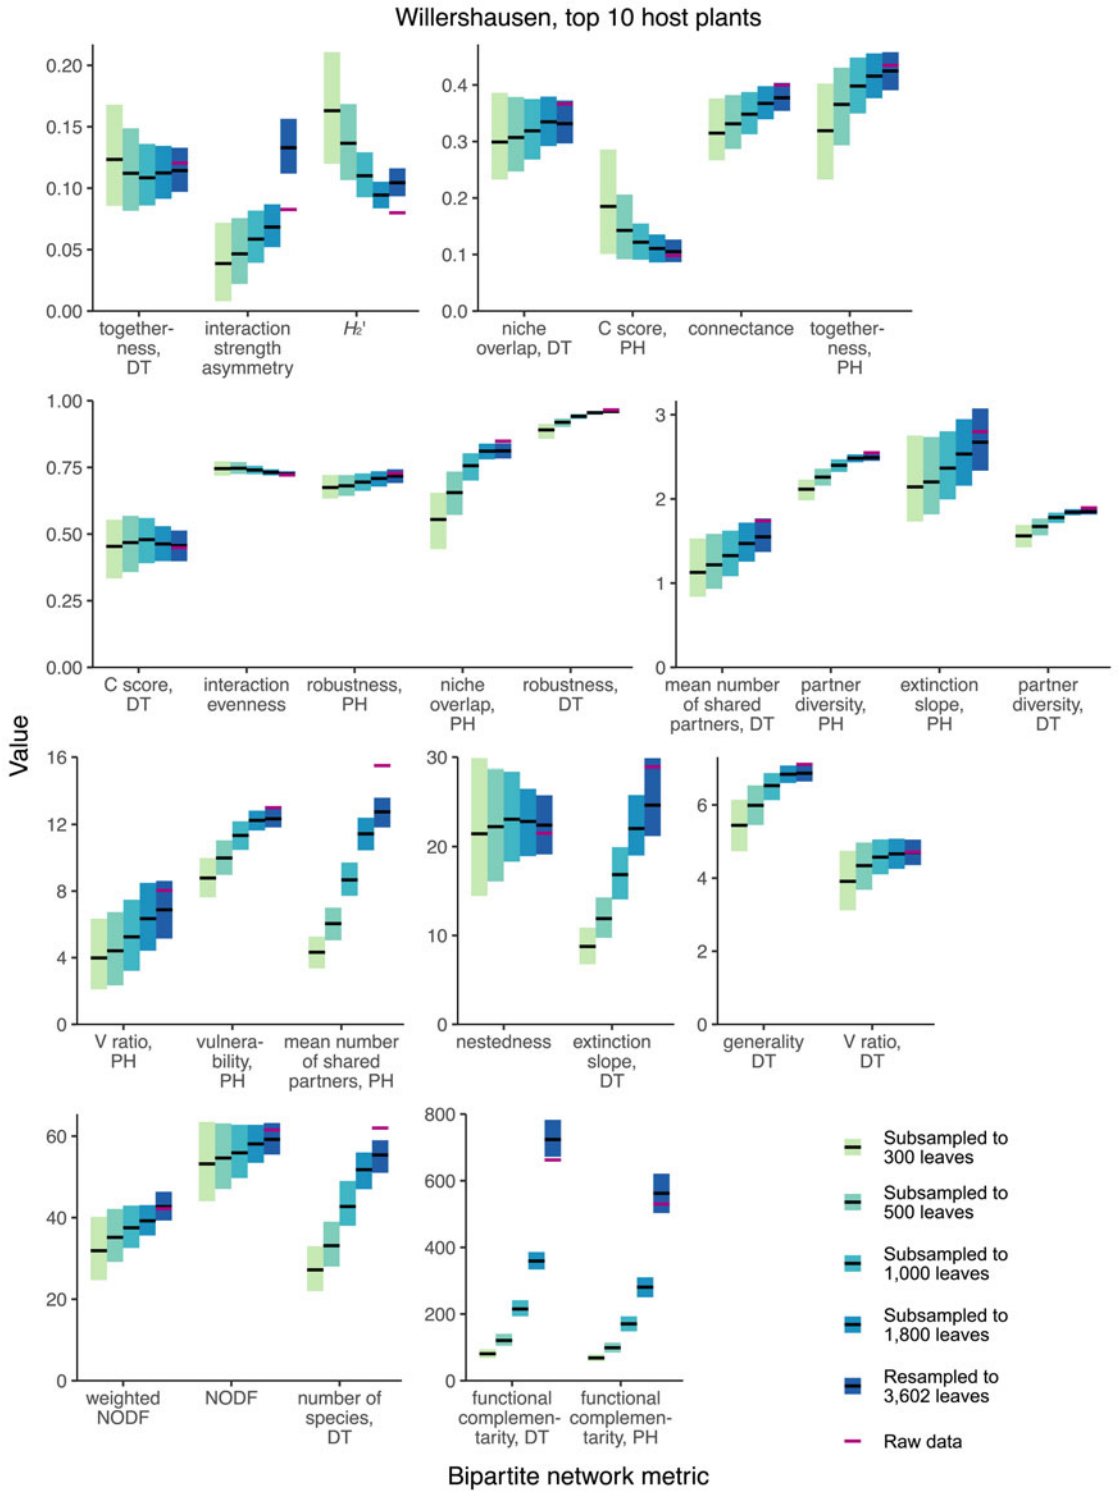 Willershausen, top 10 host plants
0.20
0.15
0.10
0.05
0.00
together-
ness,
DT
interaction
strength
asymmetry
H₂'
0.4
0.3
0.2
0.1
0.0
niche
overlap, DT
C score,
PH
connectance
together-
ness,
PH
1.00
0.75
0.50
0.25
0.00
C score,
DT
interaction
evenness
robustness,
PH
niche
overlap,
PH
robustness,
DT
3
2
1
0
mean number
of shared
partners, DT
partner
diversity,
PH
extinction
slope,
PH
partner
diversity,
DT
Value
16
12
8
4
0
V ratio,
PH
vulnera-
bility,
PH
mean number
of shared
partners, PH
30
20
10
0
nestedness
extinction
slope,
DT
6
4
2
0
generality
DT
V ratio,
DT
60
40
20
0
weighted
NODF
NODF
number of
species,
DT
800
600
400
200
0
functional
complemen-
tarity, DT
functional
complemen-
tarity, PH
Subsampled to
300 leaves
Subsampled to
500 leaves
Subsampled to
1,000 leaves
Subsampled to
1,800 leaves
Resampled to
3,602 leaves
Raw data
Bipartite network metric